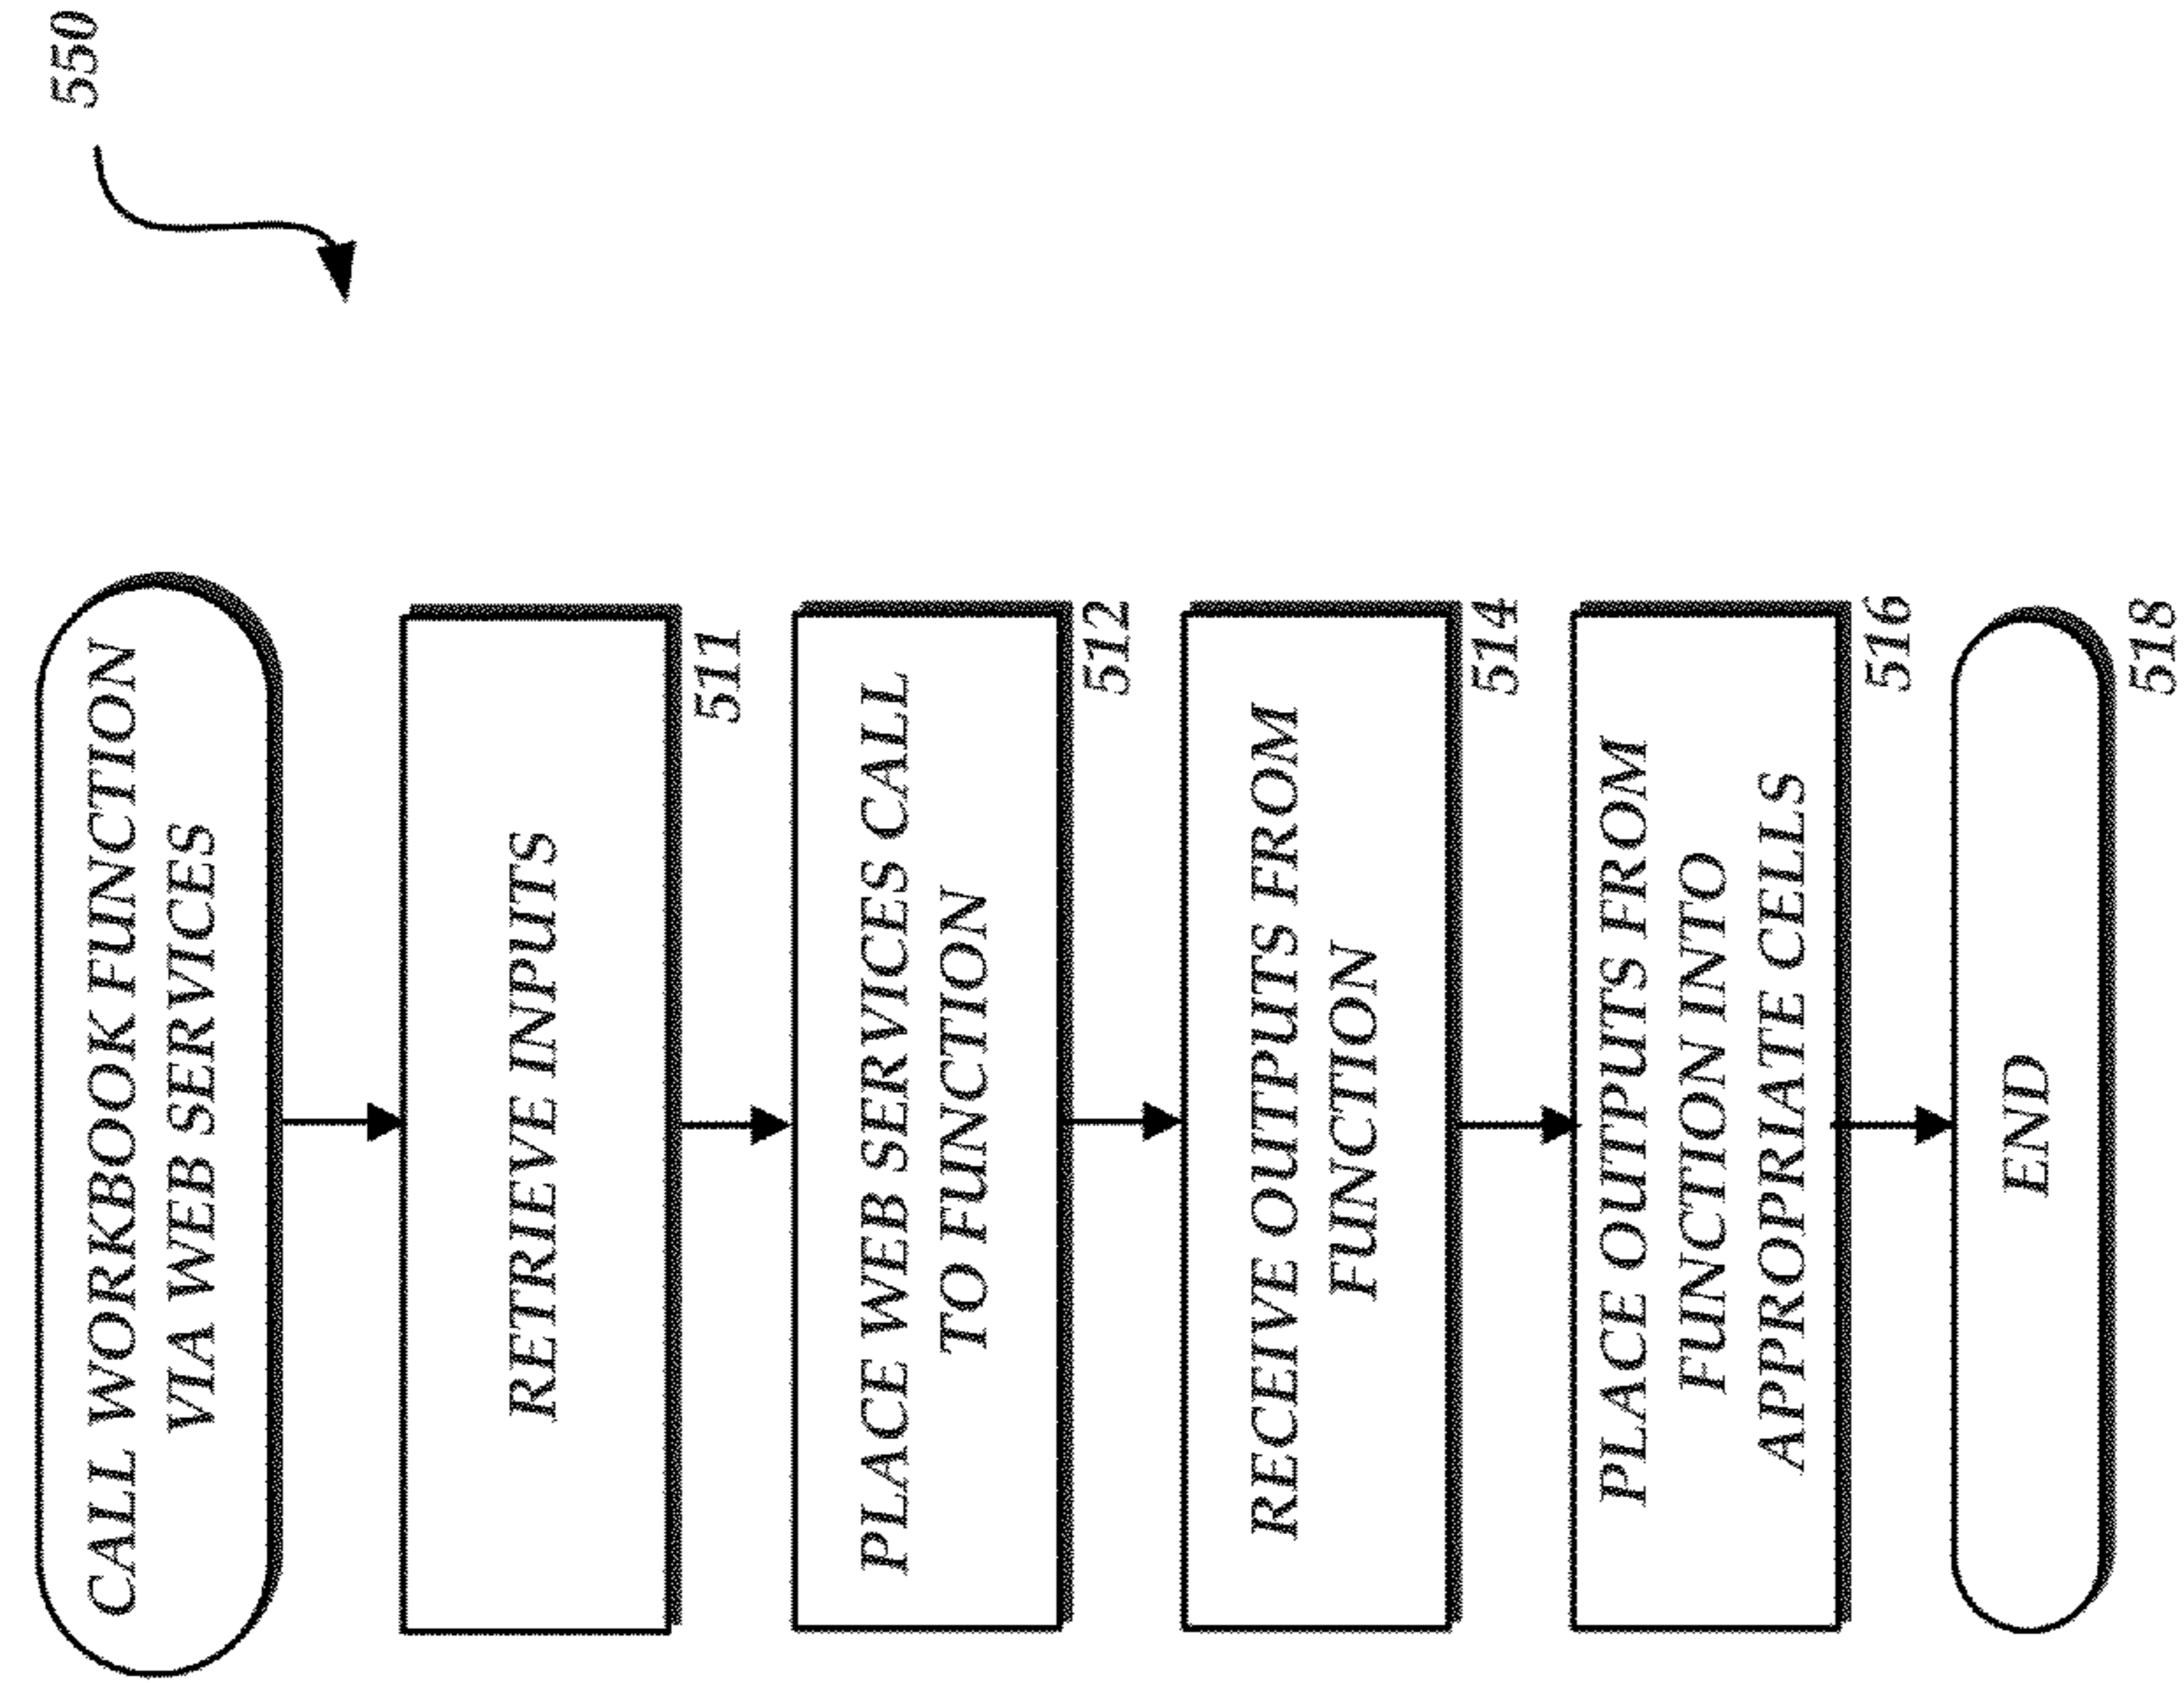 550
CALL WORKBOOK FUNCTION
VIA WEB SERVICES
RETRIEVE INPUTS
511
PLACE WEB SERVICES CALL
TO FUNCTION
512
RECEIVE OUTPUTS FROM
FUNCTION
514
PLACE OUTPUTS FROM
FUNCTION INTO
APPROPRIATE CELLS
516
END
518